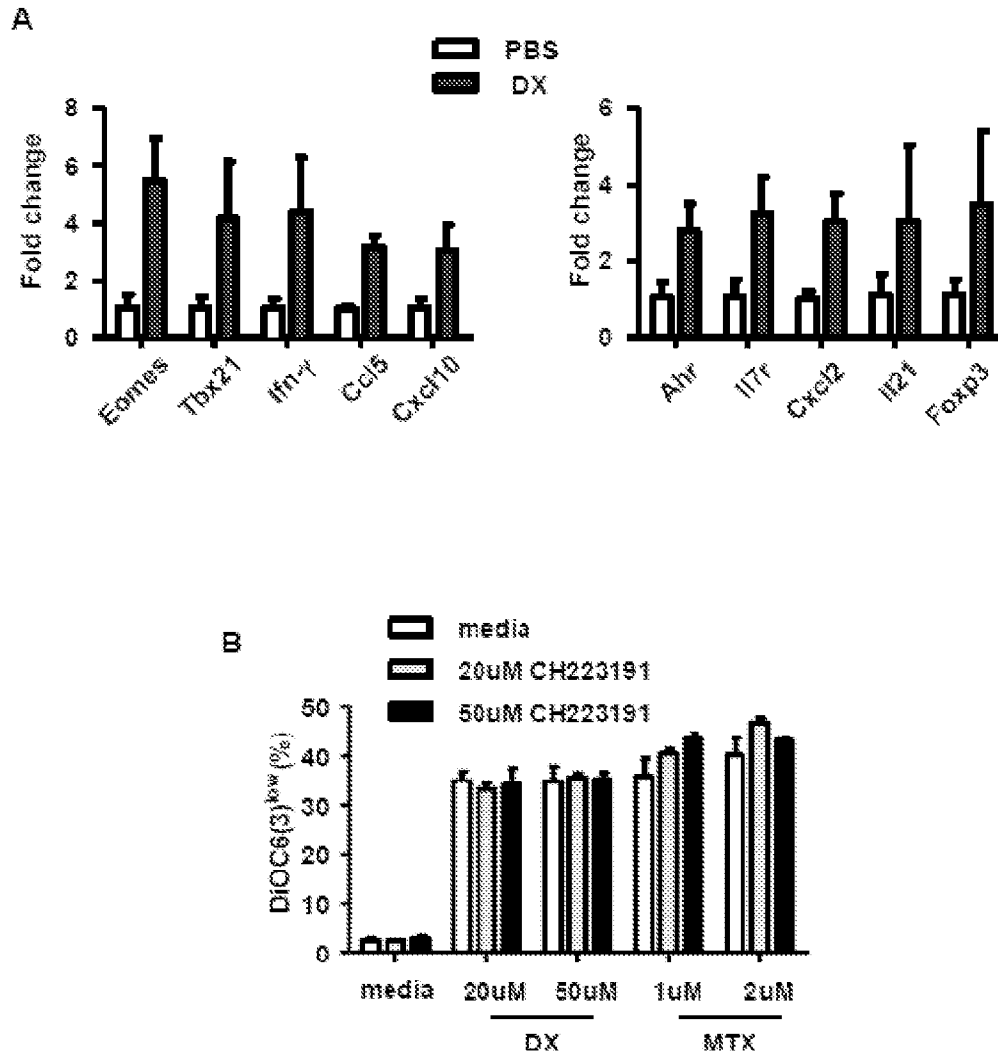 A
PBS
DX
Fold change
8
6
4
2
0
Eomes
Tbx21
Ifn-γ
Ccl5
Cxcl10
Fold change
6
4
2
0
Ahr
Il7r
Cxcl2
Foxp3
B
media
20uM CH223191
50uM CH223191
DiOC6(3)low (%)
50
40
30
20
10
0
media
20uM
50uM
1uM
2uM
DX
MTX